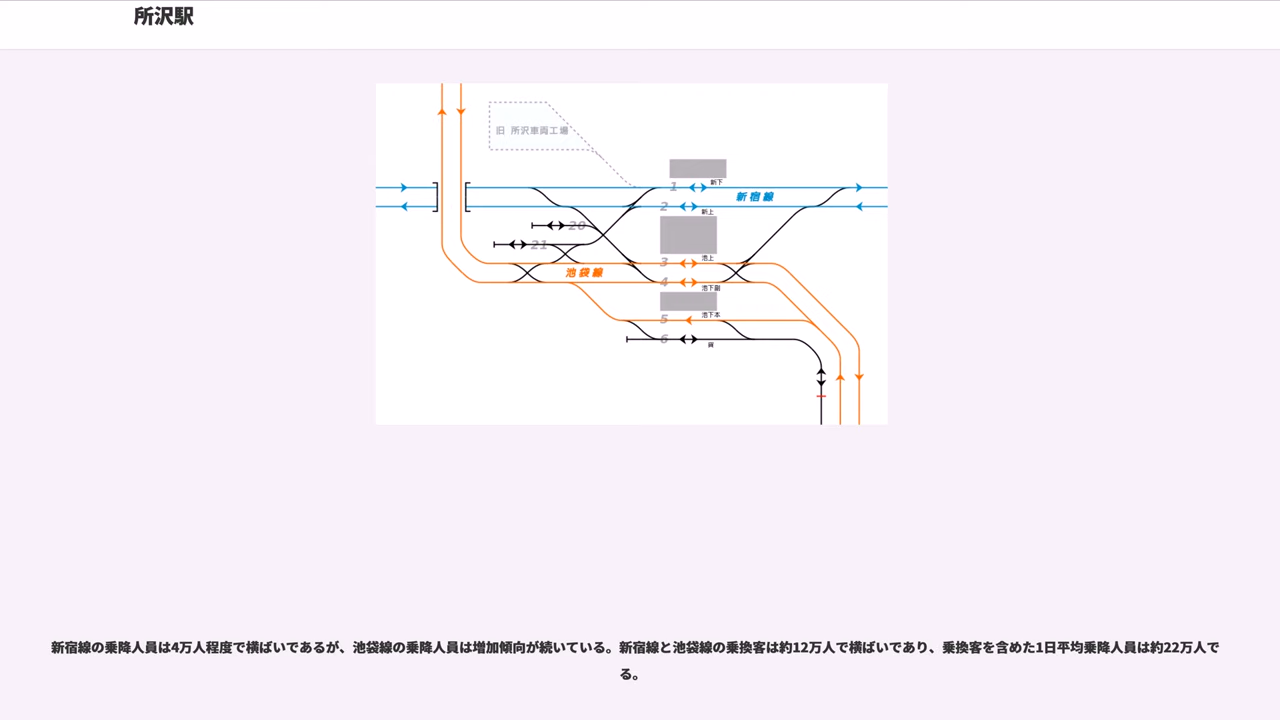 所沢駅
旧 所沢車両工場
1
新下
新宿線
2
新上
20
21
3
池上
池袋線
4
池下副
5
池下本
6
肩
新宿線の乗降人員は4万人程度で横ばいであるが、池袋線の乗降人員は増加傾向が続いている。新宿線と池袋線の乗換客は約12万人で横ばいであり、乗換客を含めた1日平均乗降人員は約22万人で
る。